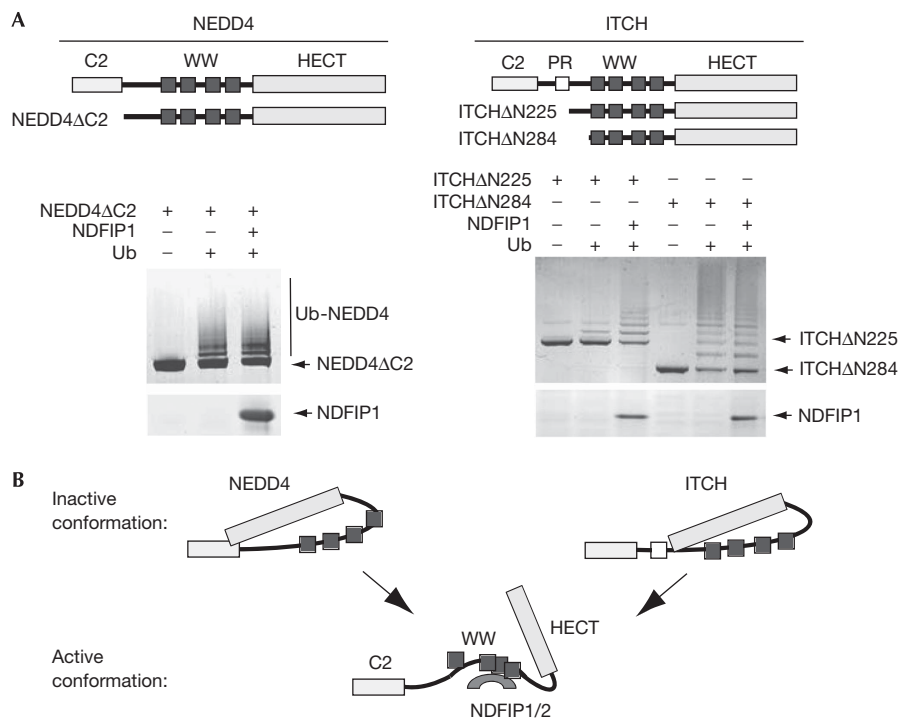 A
NEDD4
C2 WW HECT
NEDD4ΔC2
NEDD4ΔC2 + + +
NDFIP1 – – +
Ub – + +
Ub-NEDD4
NEDD4ΔC2
NDFIP1
ITCH
C2 PR WW HECT
ITCHΔN225
ITCHΔN284
ITCHΔN225 + + + – – –
ITCHΔN284 – – – + + +
NDFIP1 – – + – – +
Ub – + + – + +
ITCHΔN225
ITCHΔN284
NDFIP1
B
Inactive
conformation:
NEDD4
ITCH
Active
conformation:
C2
WW
HECT
NDFIP1/2